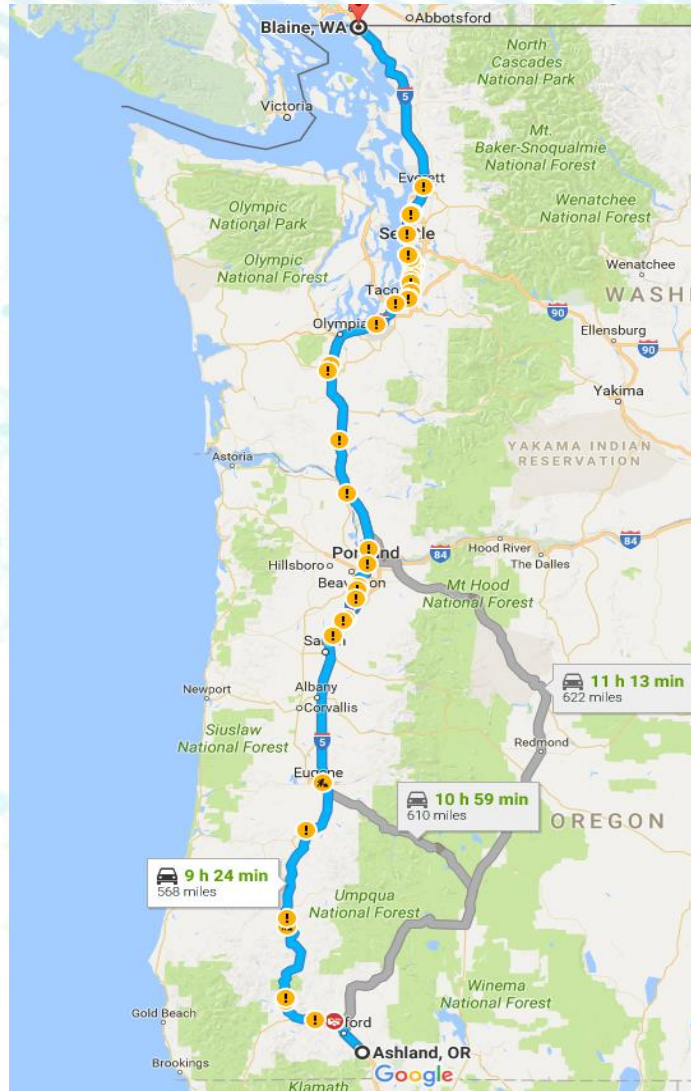 Abbotsford
Blaine, WA
North
Cascades
National Park
5
Victoria
Mt.
Baker-Snoqualmie
National Forest
Everett
Olympic
National Park
Wenatchee
National Forest
Olympic
National Forest
Wenatchee
90
Olympia
Ellensburg
90
Yakima
YAKAMA INDIAN
RESERVATION
Astoria
84
Hood River
Hillsboro
84
The Dalles
Mt Hood
National Forest
11 h 13 min
622 miles
Albany
Newport
Corvallis
Siuslaw
National Forest
5
Redmond
Eugene
10 h 59 min
610 miles
OREGON
9 h 24 min
568 miles
Umpqua
National Forest
Winema
National Forest
Gold Beach
Ashland, OR
Google
Brookings
Klamath